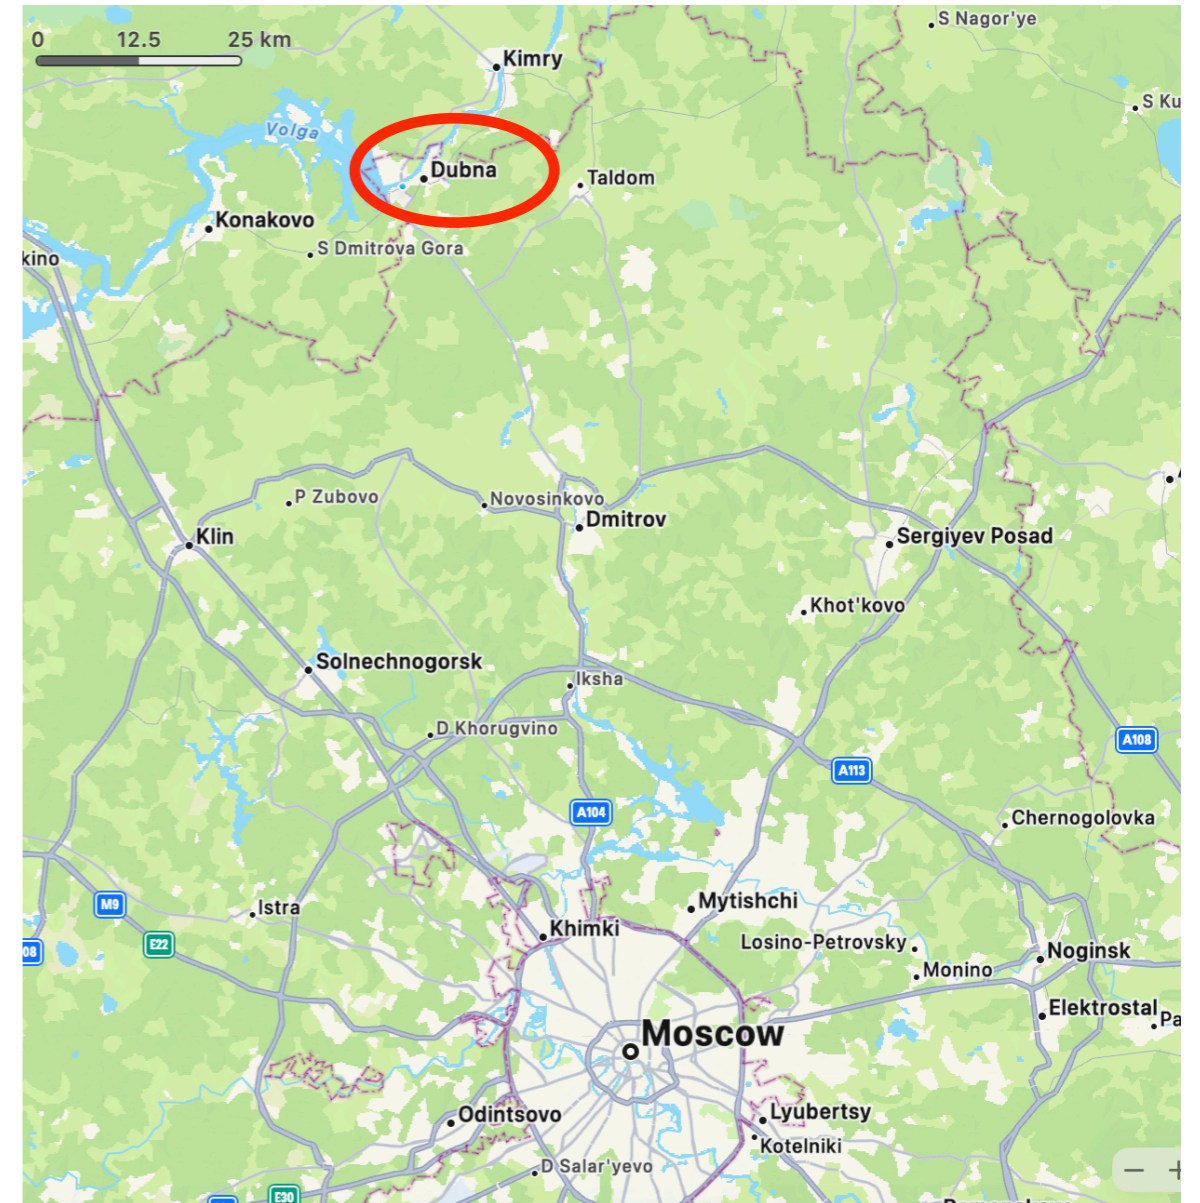 0 12.5 25 km
S Nagor'ye
Kimry
S Ku
Volga
Dubna
Taldom
Konakovo
S Dmitrova Gora
kino
P Zubovo
Novosinkovo
Dmitrov
Klin
Sergiyev Posad
Khot'kovo
Solnechnogorsk
Iksha
D Khorugvino
A108
A113
A104
Chernogolovka
M9
Istra
Mytishchi
Khimki
E22
08
Losino-Petrovsky
Noginsk
Monino
Elektrostal
Pa
Moscow
Odintsovo
Lyubertsy
Kotelniki
D Salar'yevo
E30